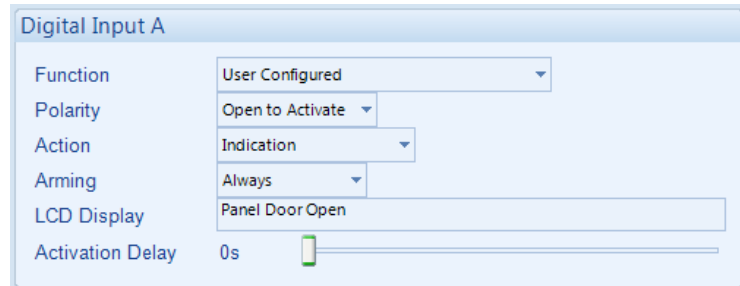 Digital Input A
Function User Configured
Polarity Open to Activate
Action Indication
Arming Always
LCD Display Panel Door Open
Activation Delay 0s